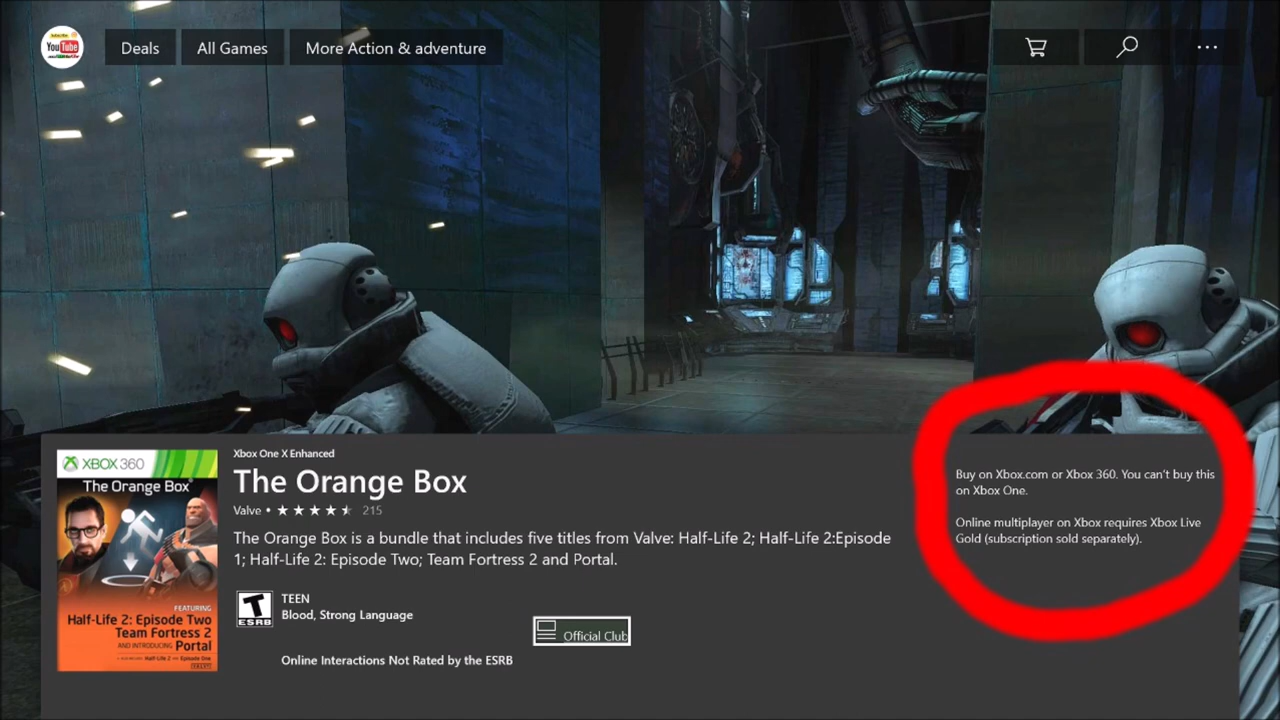 YouTube
Deals
All Games
More Action & adventure
Xbox One X Enhanced
The Orange Box
Valve • 215
The Orange Box is a bundle that includes five titles from Valve: Half-Life 2; Half-Life 2:Episode
1; Half-Life 2: Episode Two; Team Fortress 2 and Portal.
T
ESRB
TEEN
Blood, Strong Language
Official Club
Online Interactions Not Rated by the ESRB
Buy on Xbox.com or Xbox 360. You can't buy this
on Xbox One.
Online multiplayer on Xbox requires Xbox Live
Gold (subscription sold separately).
XBOX 360
The Orange Box
FEATURING
Half-Life 2: Episode Two
Team Fortress 2
AND INTRODUCING Portal